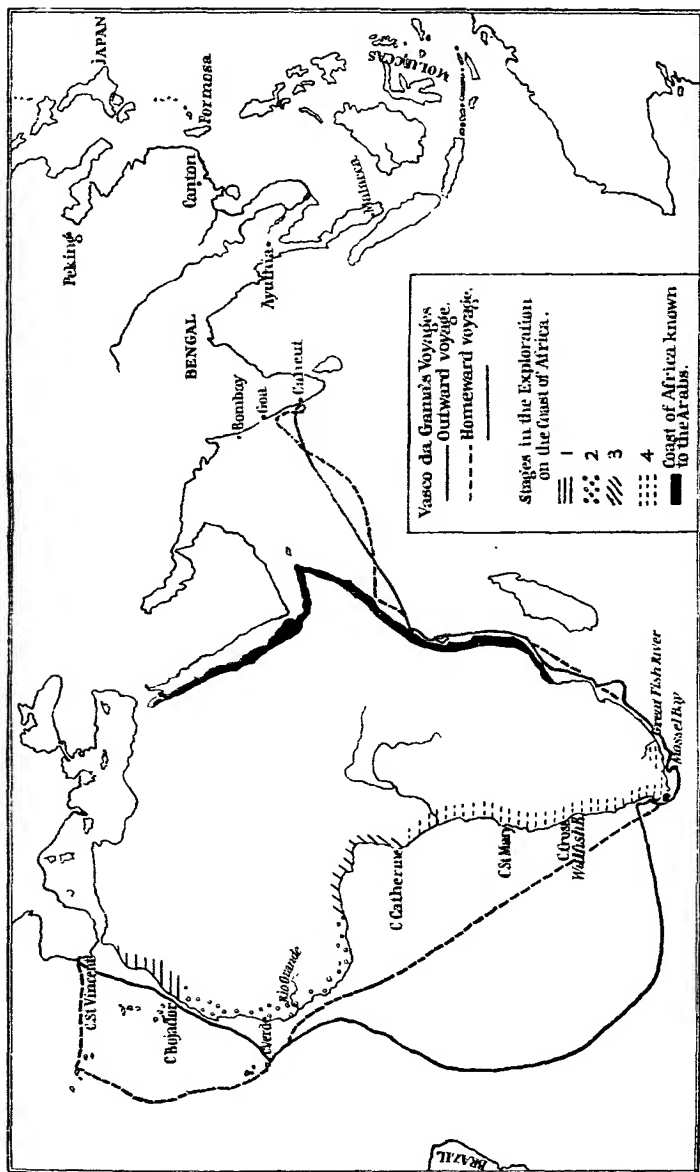 JAPAN
Peking
Formosa
Canton
BENGAL
Ayuthia
Bombay
Goa
Calicut
Malacca
MOLUCCAS
C.St Vincent
C Bojador
C Verde
Rio Grande
C Catherine
C St Mary
C Cross
Walfish B.
Great Fish River
Mossel Bay
BRAZIL
Vasco da Gama's Voyages
Outward voyage.
Homeward voyage.
Stages in the Exploration
on the Coast of Africa.
1
2
3
4
Coast of Africa known
to the Arabs.